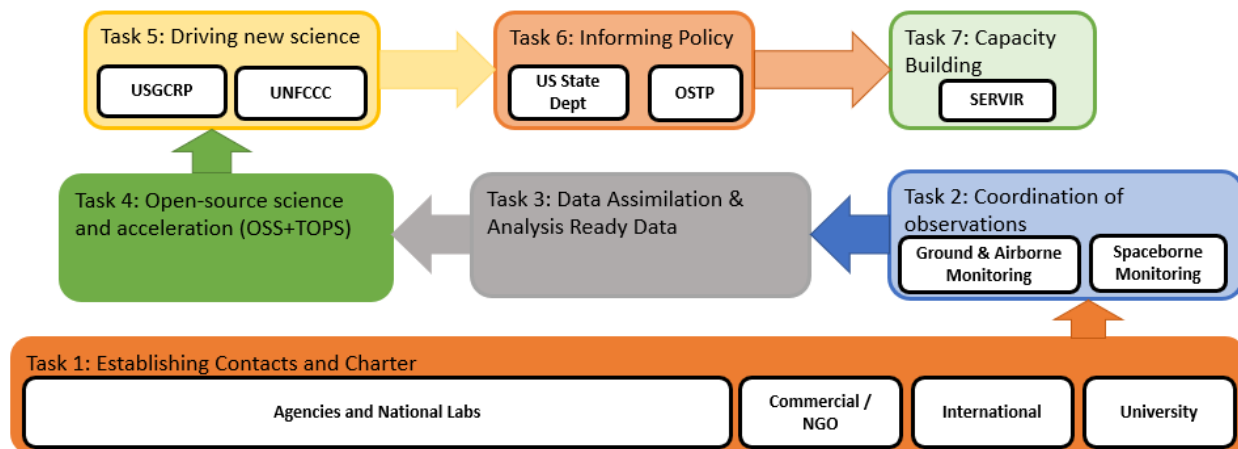 Task 5: Driving new science
USGCRP
UNFCCC
Task 6: Informing Policy
US State
Dept
OSTP
Task 7: Capacity
Building
SERVIR
Task 4: Open-source science
and acceleration (OSS+TOPS)
Task 3: Data Assimilation &
Analysis Ready Data
Task 2: Coordination of
observations
Ground & Airborne
Monitoring
Spaceborne
Monitoring
Task 1: Establishing Contacts and Charter
Agencies and National Labs
Commercial /
NGO
International
University